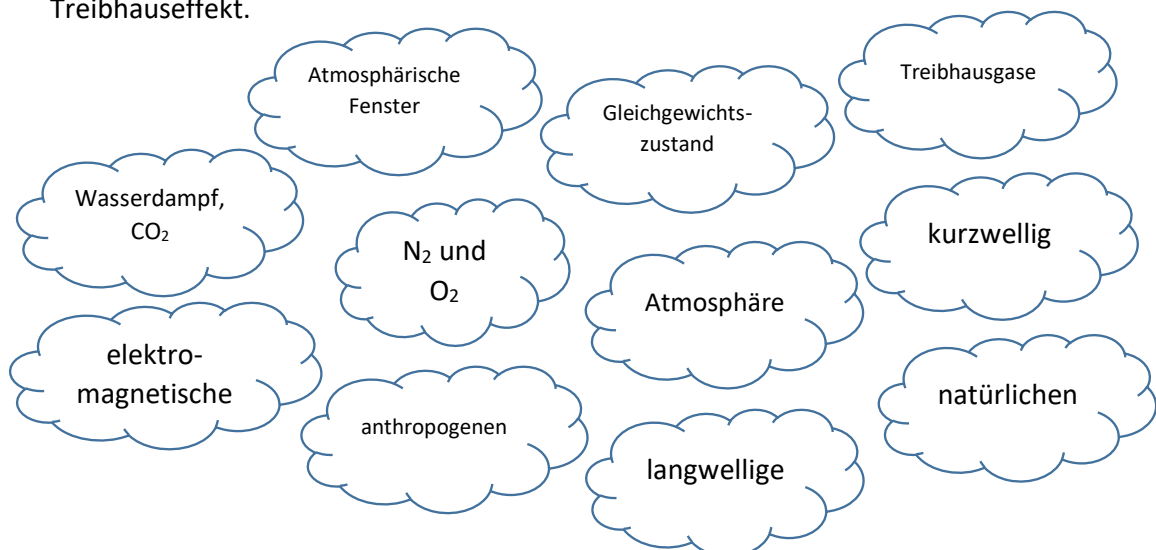 Treibhauseffekt.
Atmosphärische
Fenster
Gleichgewichts-
zustand
Treibhausgase
Wasserdampf,
CO₂
N₂ und
O₂
Atmosphäre
kurzwellig
elektro-
magnetische
anthropogenen
langwellige
natürlichen